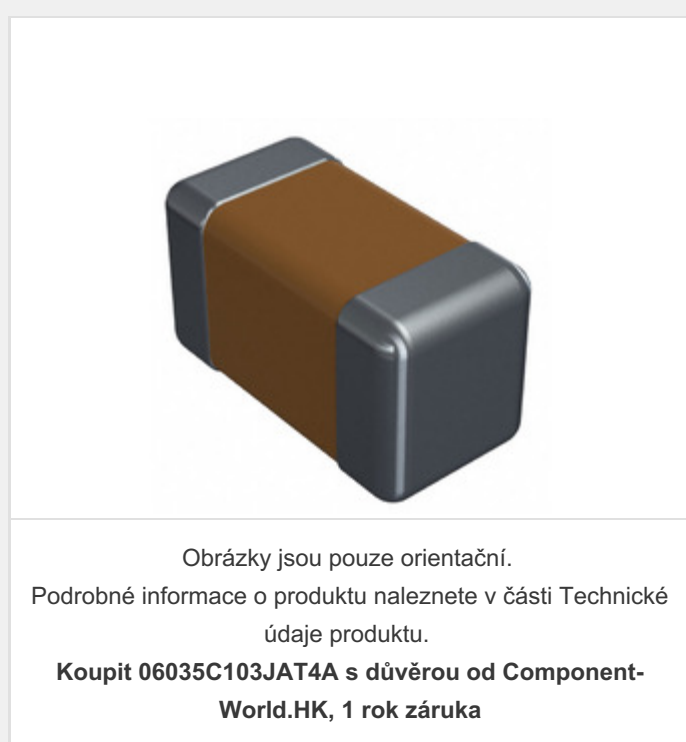 Obrázky jsou pouze orientační.
Podrobné informace o produktu naleznete v části Technické
údaje produktu.
Koupit 06035C103JAT4A s důvěrou od Component-
World.HK, 1 rok záruka